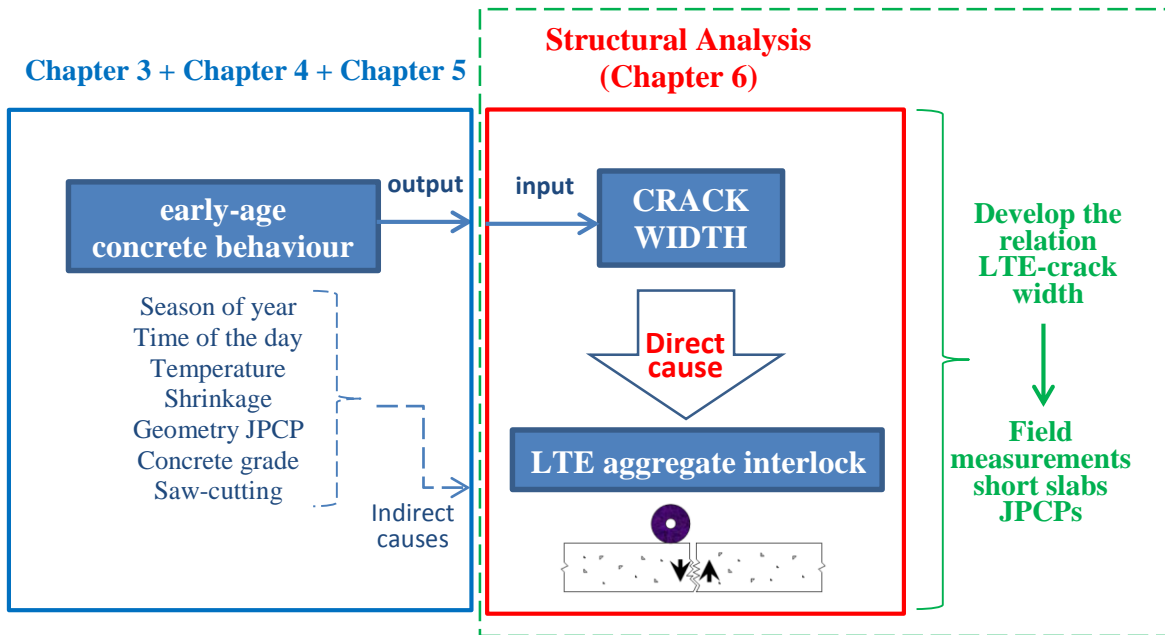 Chapter 3 + Chapter 4 + Chapter 5
early-age
concrete behaviour
output
Season of year
Time of the day
Temperature
Shrinkage
Geometry JPCP
Concrete grade
Saw-cutting
Indirect
causes
Structural Analysis
(Chapter 6)
input
CRACK
WIDTH
Direct
cause
LTE aggregate interlock
Develop the
relation
LTE-crack
width
Field
measurements
short slabs
JPCPs